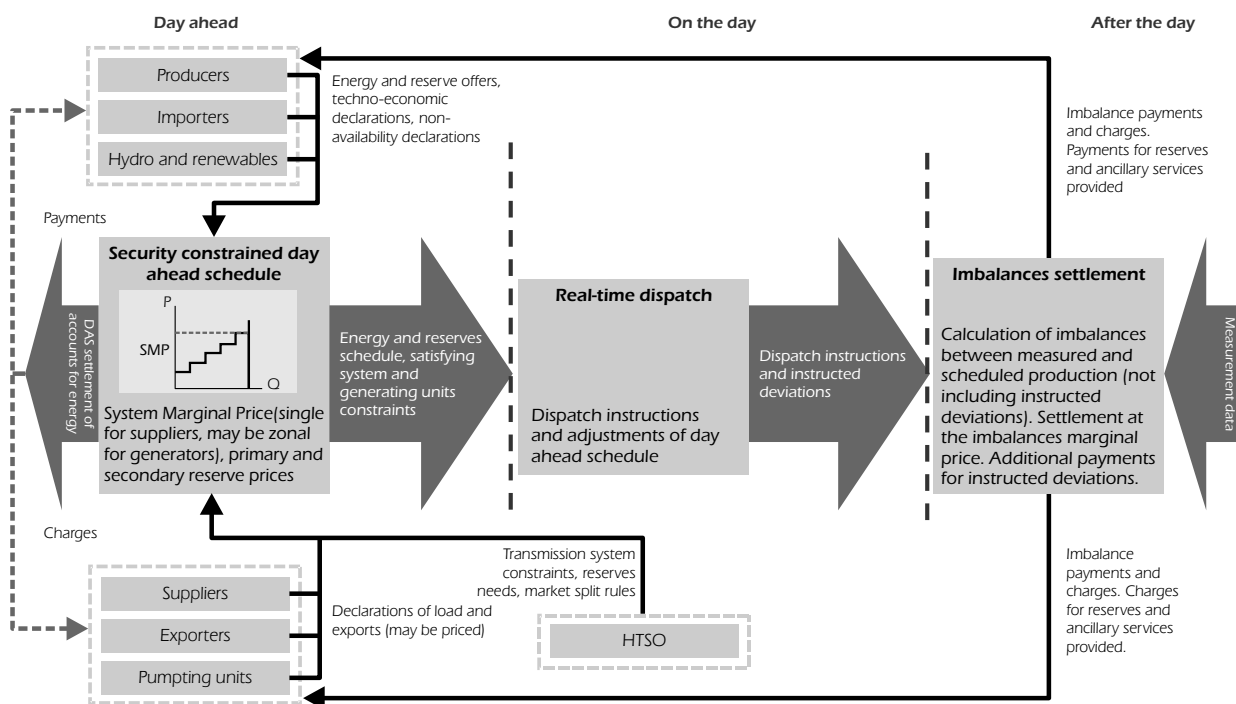 Day ahead
On the day
After the day
Producers
Importers
Hydro and renewables
Energy and reserve offers,
techno-economic
declarations, non-
availability declarations
Imbalance payments
and charges.
Payments for reserves
and ancillary services
provided
Payments
DAS settlement of
accounts for energy
Security constrained day
ahead schedule
P
SMP
Q
System Marginal Price(single
for suppliers, may be zonal
for generators), primary and
secondary reserve prices
Energy and reserves
schedule, satisfying
system and
generating units
constraints
Real-time dispatch
Dispatch instructions
and adjustments of day
ahead schedule
Dispatch instructions
and instructed
deviations
Imbalances settlement
Calculation of imbalances
between measured and
scheduled production (not
including instructed
deviations). Settlement at
the imbalances marginal
price. Additional payments
for instructed deviations.
Measurement data
Charges
Suppliers
Exporters
Pumpting units
Declarations of load and
exports (may be priced)
Transmission system
constraints, reserves
needs, market split rules
HTSO
Imbalance
payments and
charges. Charges
for reserves and
ancillary services
provided.